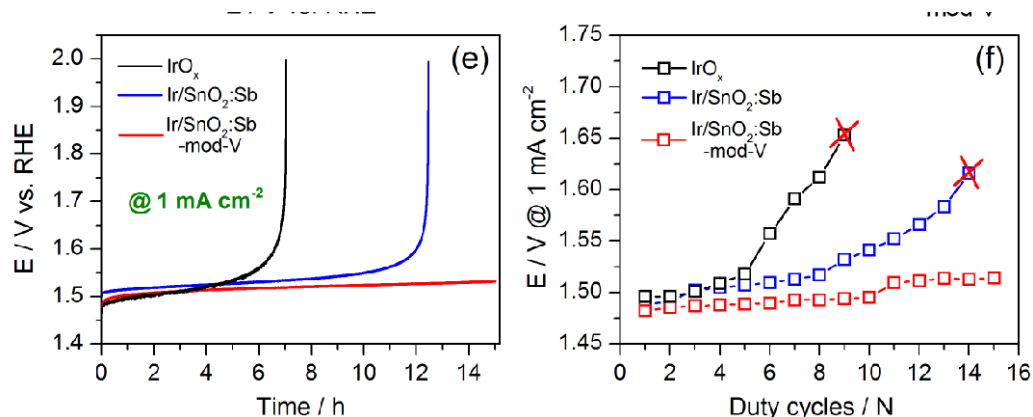 mod-V
(e)
IrOₓ
Ir/SnO₂:Sb
Ir/SnO₂:Sb
-mod-V
@ 1 mA cm⁻²
E / V vs. RHE
2.0
1.9
1.8
1.7
1.6
1.5
1.4
0 2 4 6 8 10 12 14
Time / h
(f)
IrOₓ
Ir/SnO₂:Sb
Ir/SnO₂:Sb
-mod-V
E / V @ 1 mA cm⁻²
1.75
1.70
1.65
1.60
1.55
1.50
1.45
0 2 4 6 8 10 12 14 16
Duty cycles / N